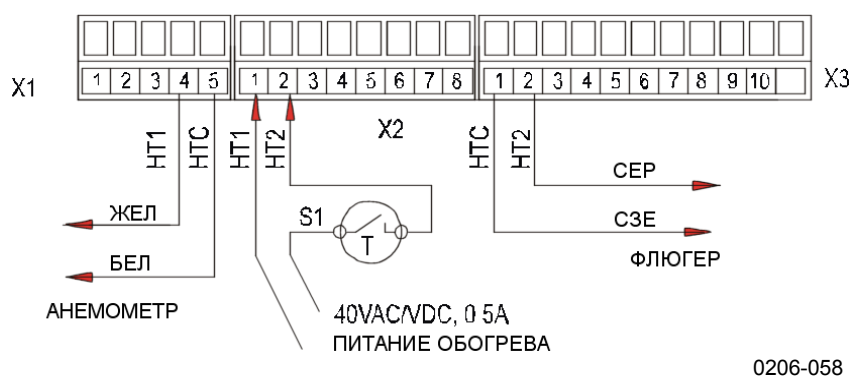 X1 1 2 3 4 5 1 2 3 4 5 6 7 8 1 2 3 4 5 6 7 8 9 10 X3
X2
HT1 HTC HT1 HT2 HTC HT2
СЕР
ЖЕЛ S1 СЗЕ
T
БЕЛ ФЛЮГЕР
АНЕМОМЕТР 40VAC/VDC, 0 5A
ПИТАНИЕ ОБОГРЕВА
0206-058